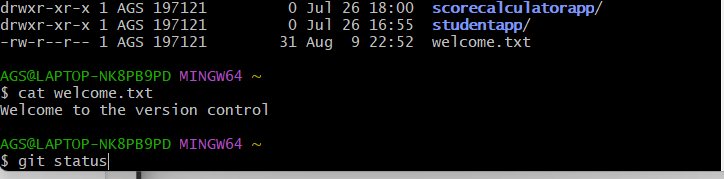 drwxr-xr-x 1 AGS 197121 0 Jul 26 18:00 scorecalculatorapp/
drwxr-xr-x 1 AGS 197121 0 Jul 26 16:55 studentapp/
-rw-r--r-- 1 AGS 197121 31 Aug 9 22:52 welcome.txt
AGS@LAPTOP-NK8PB9PD MINGW64 ~
$ cat welcome.txt
Welcome to the version control
AGS@LAPTOP-NK8PB9PD MINGW64 ~
$ git status